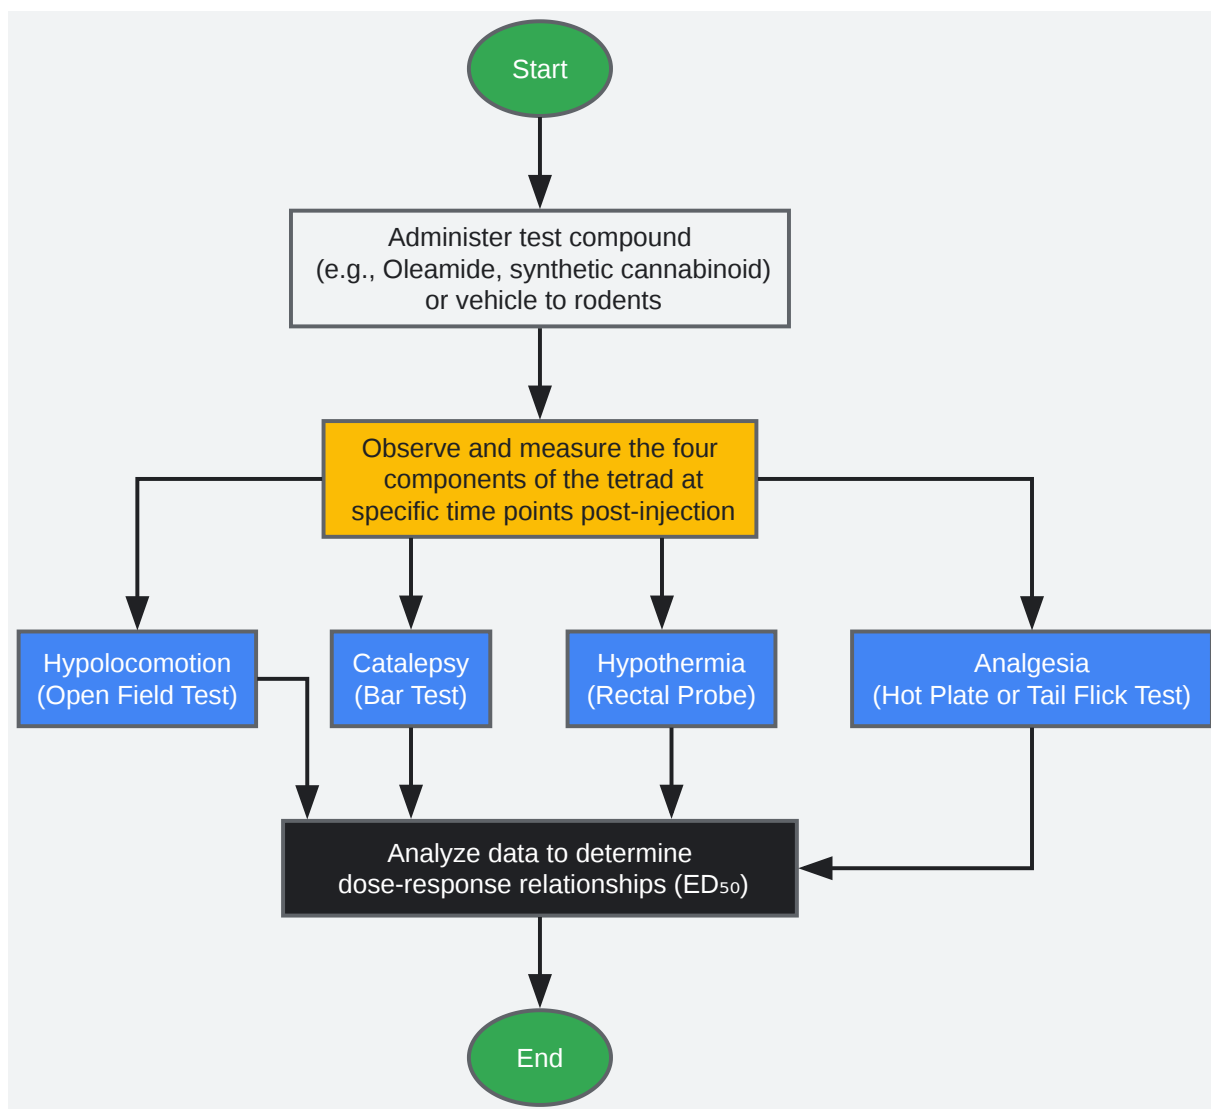 Start
Administer test compound
(e.g., Oleamide, synthetic cannabinoid)
or vehicle to rodents
Observe and measure the four
components of the tetrad at
specific time points post-injection
Hypolocomotion
(Open Field Test)
Catalepsy
(Bar Test)
Hypothermia
(Rectal Probe)
Analgesia
(Hot Plate or Tail Flick Test)
Analyze data to determine
dose-response relationships (ED₅₀)
End